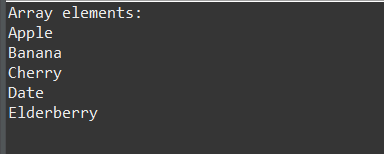 Array elements:
Apple
Banana
Cherry
Date
Elderberry